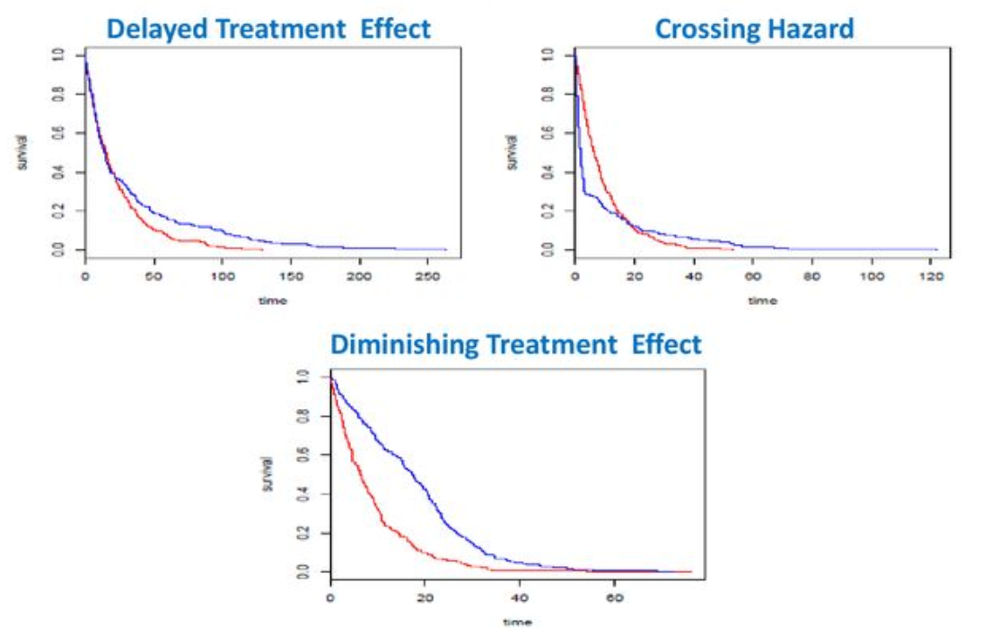 Delayed Treatment Effect
1.0
0.8
0.6
0.4
0.2
0.0
survival
0 50 100 150 200 250
time
Crossing Hazard
1.0
0.8
0.6
0.4
0.2
0.0
survival
0 20 40 60 80 100 120
time
Diminishing Treatment Effect
1.0
0.8
0.6
0.4
0.2
0.0
survival
0 20 40 60
time